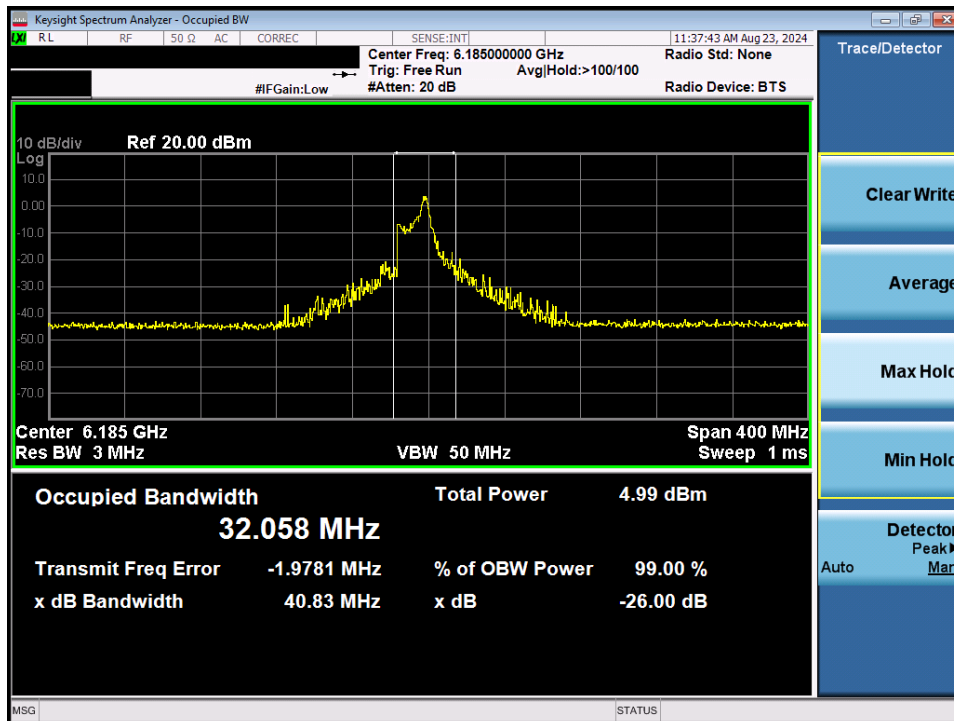 Keysight Spectrum Analyzer - Occupied BW
LXI RL RF 50 Ω AC CORREC SENSE:INT 11:37:43 AM Aug 23, 2024
Center Freq: 6.185000000 GHz Radio Std: None
Trig: Free Run Avg|Hold:>100/100
#IFGain:Low #Atten: 20 dB Radio Device: BTS
Trace/Detector
10 dB/div Ref 20.00 dBm
Log
10.0
0.00
-10.0
-20.0
-30.0
-40.0
-50.0
-60.0
-70.0
Center 6.185 GHz Span 400 MHz
Res BW 3 MHz VBW 50 MHz Sweep 1 ms
Occupied Bandwidth Total Power 4.99 dBm
32.058 MHz
Transmit Freq Error -1.9781 MHz % of OBW Power 99.00 %
x dB Bandwidth 40.83 MHz x dB -26.00 dB
Clear Write
Average
Max Hold
Min Hold
Detector
Peak
Auto Man
MSG STATUS